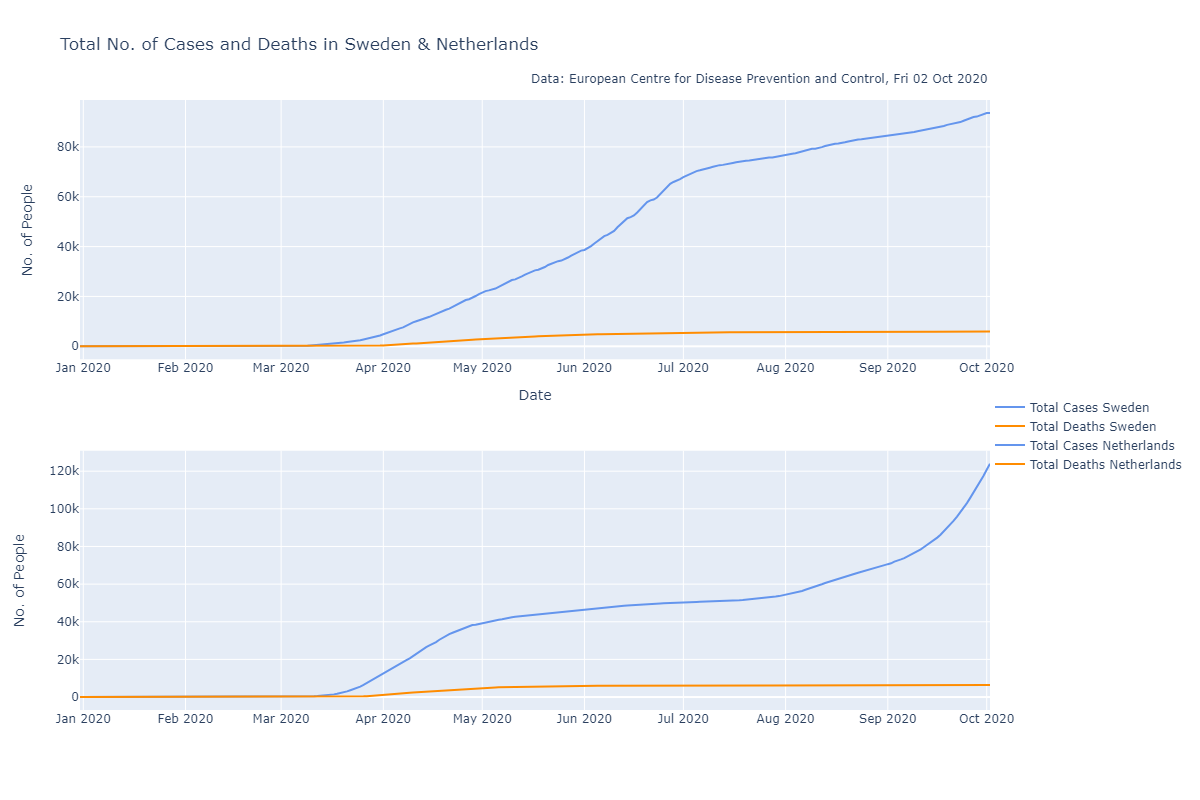 Total No. of Cases and Deaths in Sweden & Netherlands
Data: European Centre for Disease Prevention and Control, Fri 02 Oct 2020
No. of People
80k
60k
40k
20k
0
Jan 2020 Feb 2020 Mar 2020 Apr 2020 May 2020 Jun 2020 Jul 2020 Aug 2020 Sep 2020 Oct 2020
Date
Total Cases Sweden
Total Deaths Sweden
Total Cases Netherlands
Total Deaths Netherlands
No. of People
120k
100k
80k
60k
40k
20k
0
Jan 2020 Feb 2020 Mar 2020 Apr 2020 May 2020 Jun 2020 Jul 2020 Aug 2020 Sep 2020 Oct 2020